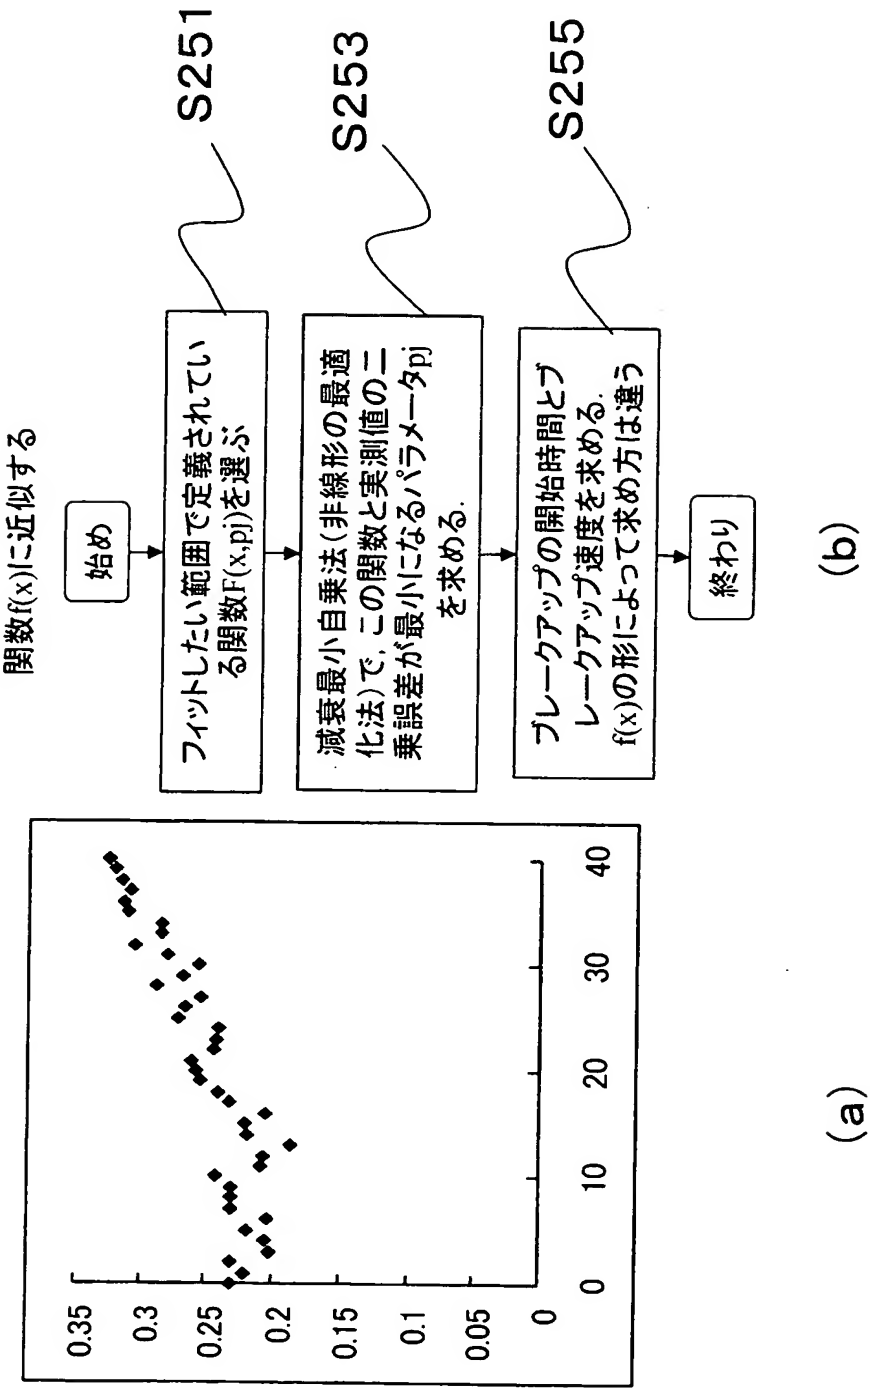 0.35
0.3
0.25
0.2
0.15
0.1
0.05
0
0
10
20
30
40
(a)
関数f(x)に近似する
始め
フィットしたい範囲で定義されてい
る関数F(x,pj)を選ぶ
S251
減衰最小自乗法(非線形の最適
化法)で,この関数と実測値の二
乗誤差が最小になるパラメータpj
を求める.
S253
ブレークアップの開始時間とブ
レークアップ速度を求める.
f(x)の形によって求め方は違う
S255
終わり
(b)